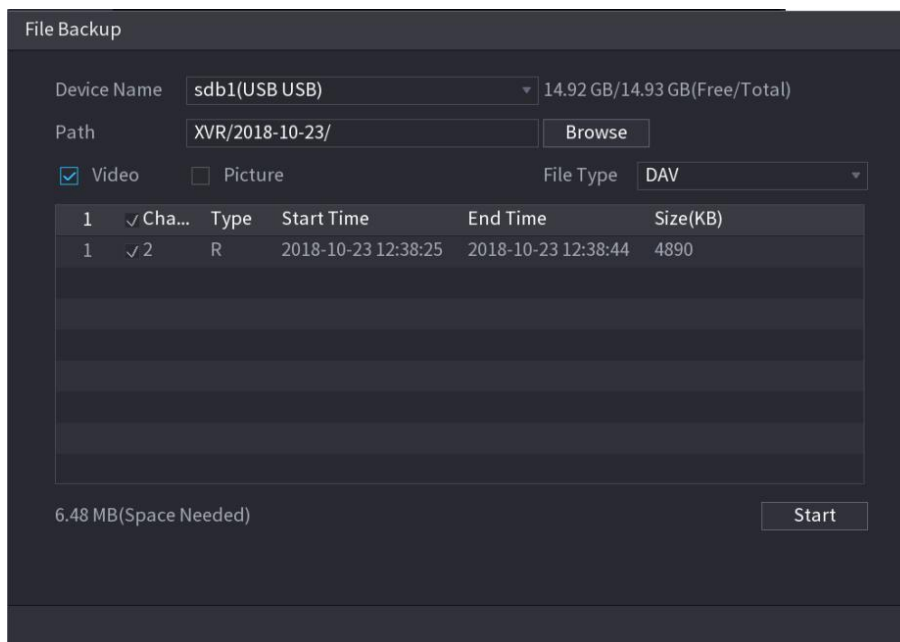 File Backup
Device Name sdb1(USB USB) 14.92 GB/14.93 GB(Free/Total)
Path XVR/2018-10-23/ Browse
Video Picture File Type DAV
1 Cha... Type Start Time End Time Size(KB)
1 2 R 2018-10-23 12:38:25 2018-10-23 12:38:44 4890
6.48 MB(Space Needed) Start